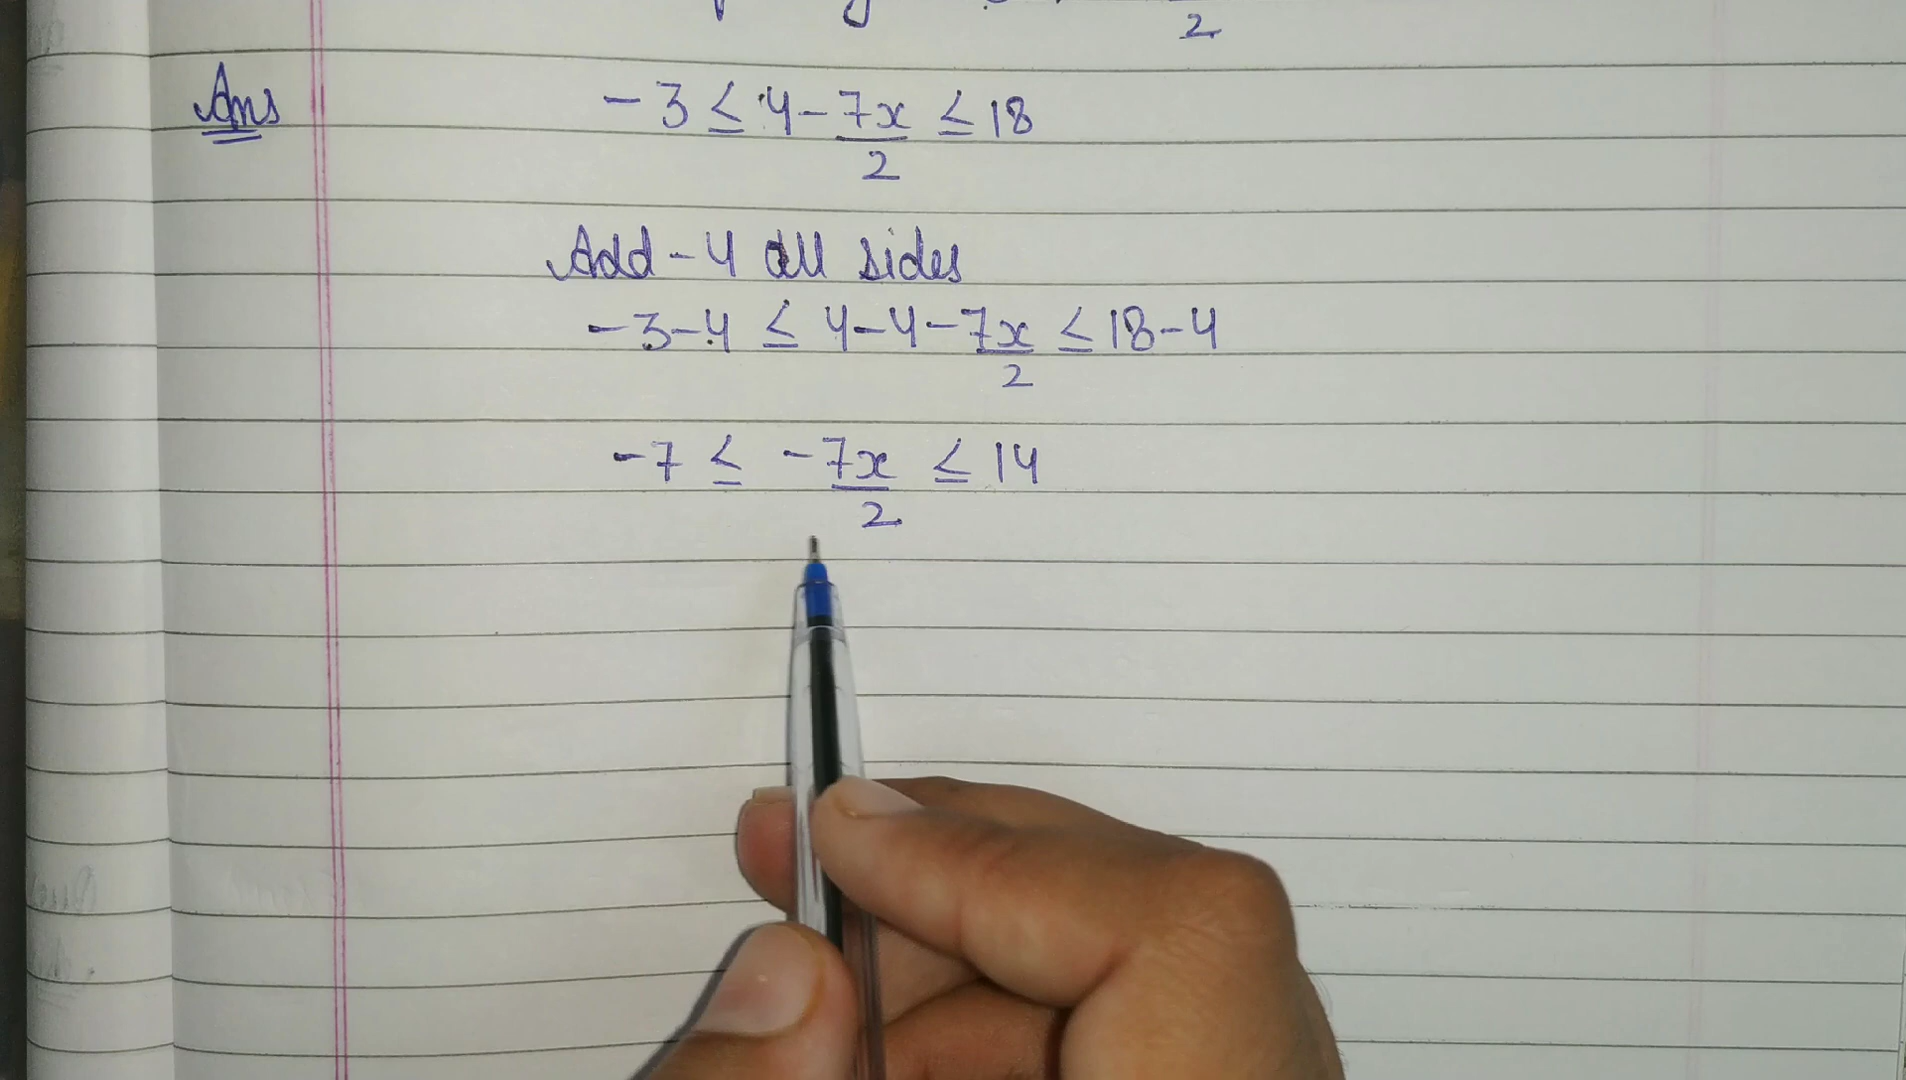 2
Ans -3 ≤ 4 - 7x/2 ≤ 18
Add -4 all sides
-3-4 ≤ 4-4-7x/2 ≤ 18-4
-7 ≤ -7x/2 ≤ 14